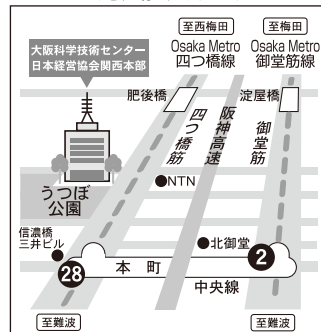 至西梅田
至梅田
大阪科学技術センター
日本経営協会関西本部
Osaka Metro
四つ橋線
Osaka Metro
御堂筋線
肥後橋
淀屋橋
四つ橋筋
阪神高速
御堂筋
NTN
うつぼ
公園
信濃橋
三井ビル
北御堂
2
28
本町
中央線
至難波
至難波